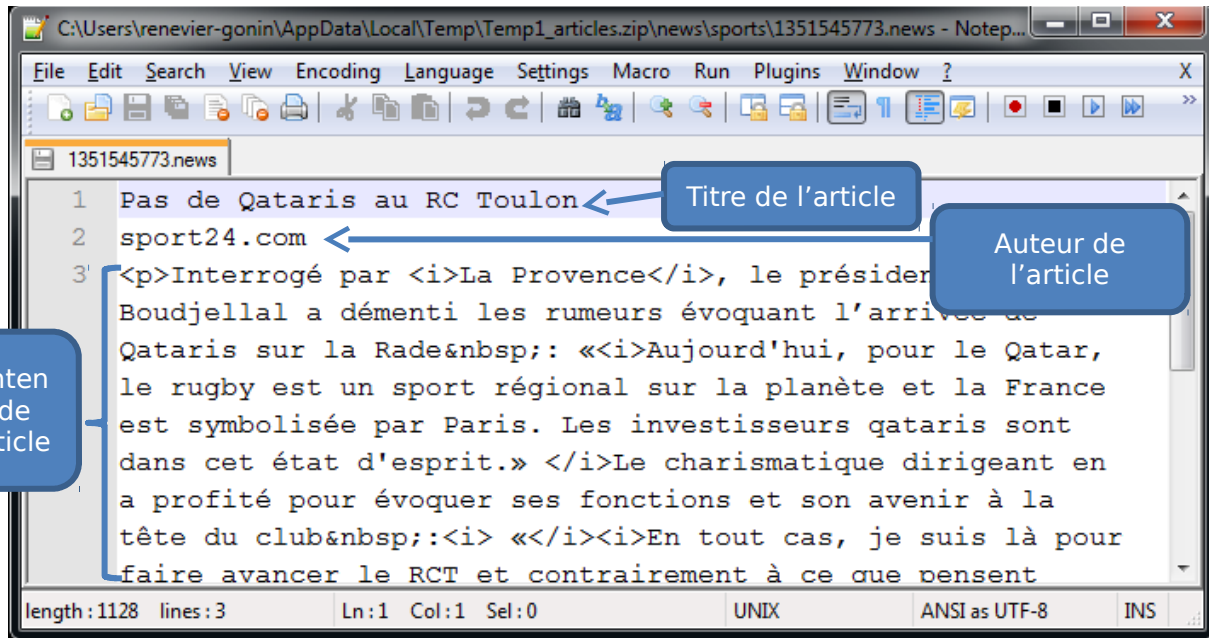 C:\Users\renevier-gonin\AppData\Local\Temp\Temp1_articles.zip\news\sports\1351545773.news - Notep...
File Edit Search View Encoding Language Settings Macro Run Plugins Window ? X
1351545773.news
1 Pas de Qataris au RC Toulon
Titre de l’article
2 sport24.com
Auteur de
l’article
3 <p>Interrogé par <i>La Provence</i>, le présiden
Boudjellal a démenti les rumeurs évoquant l’arrivée de
Qataris sur la Rade&nbsp;: «<i>Aujourd'hui, pour le Qatar,
le rugby est un sport régional sur la planète et la France
est symbolisée par Paris. Les investisseurs qataris sont
dans cet état d'esprit.» </i>Le charismatique dirigeant en
a profité pour évoquer ses fonctions et son avenir à la
tête du club&nbsp;:<i> «</i><i>En tout cas, je suis là pour
faire avancer le RCT et contrairement à ce que pensent
nten
de
ticle
length : 1128 lines : 3 Ln : 1 Col : 1 Sel : 0 UNIX ANSI as UTF-8 INS